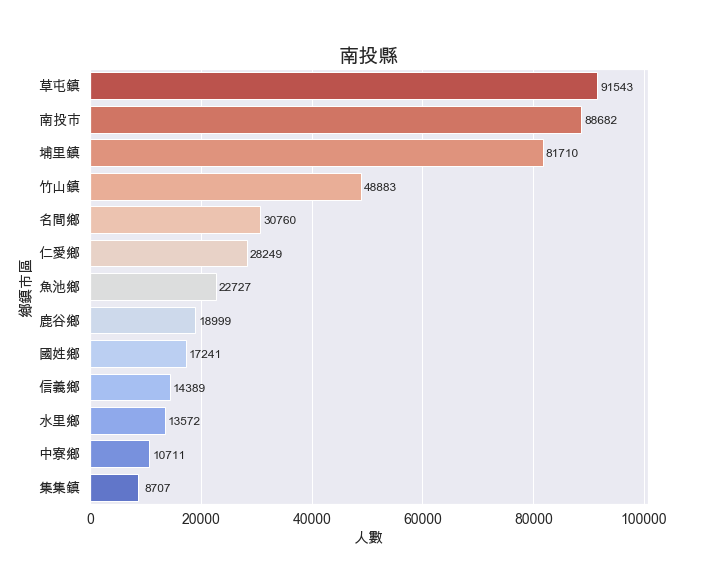 南投縣
草屯鎮 91543
南投市 88682
埔里鎮 81710
竹山鎮 48883
名間鄉 30760
仁愛鄉 28249
魚池鄉 22727
鹿谷鄉 18999
國姓鄉 17241
信義鄉 14389
水里鄉 13572
中寮鄉 10711
集集鎮 8707
鄉鎮市區
0 20000 40000 60000 80000 100000
人數